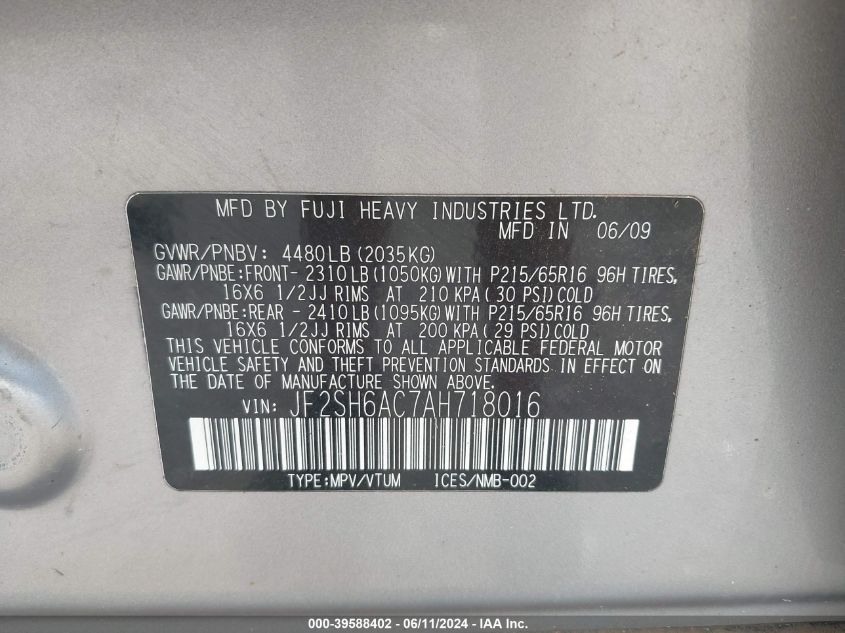 MFD BY FUJI HEAVY INDUSTRIES LTD.
MFD IN 06/09
GVWR/PNBV: 4480LB (2035KG)
GAWR/PNBE:FRONT- 2310LB (1050KG) WITH P215/65R16 96H TIRES,
16X6 1/2JJ RIMS AT 210 KPA (30 PSI) COLD
GAWR/PNBE:REAR - 2410LB (1095KG) WITH P215/65R16 96H TIRES,
16X6 1/2JJ RIMS AT 200 KPA (29 PSI) COLD
THIS VEHICLE CONFORMS TO ALL APPLICABLE FEDERAL MOTOR
VEHICLE SAFETY AND THEFT PREVENTION STANDARDS IN EFFECT ON
THE DATE OF MANUFACTURE SHOWN ABOVE.
VIN: JF2SH6AC7AH718016
TYPE:MPV/VTUM ICES/NMB-002
000-39588402 - 06/11/2024 - IAA Inc.